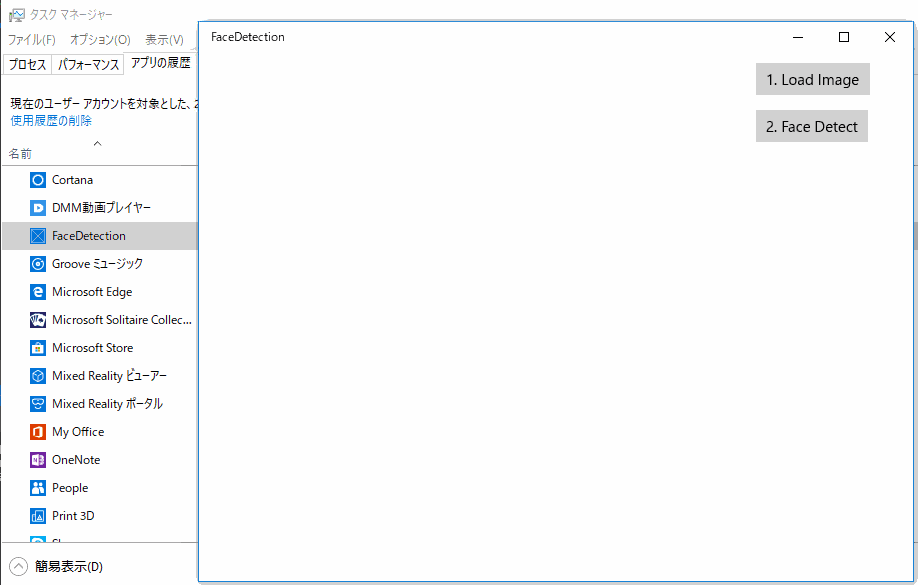 タスク マネージャー
ファイル(F) オプション(O) 表示(V)
プロセス パフォーマンス アプリの履歴
現在のユーザー アカウントを対象とした、2
使用履歴の削除
名前
Cortana
DMM動画プレイヤー
FaceDetection
Groove ミュージック
Microsoft Edge
Microsoft Solitaire Collec...
Microsoft Store
Mixed Reality ビューアー
Mixed Reality ポータル
My Office
OneNote
People
Print 3D
簡易表示(D)
FaceDetection
1. Load Image
2. Face Detect